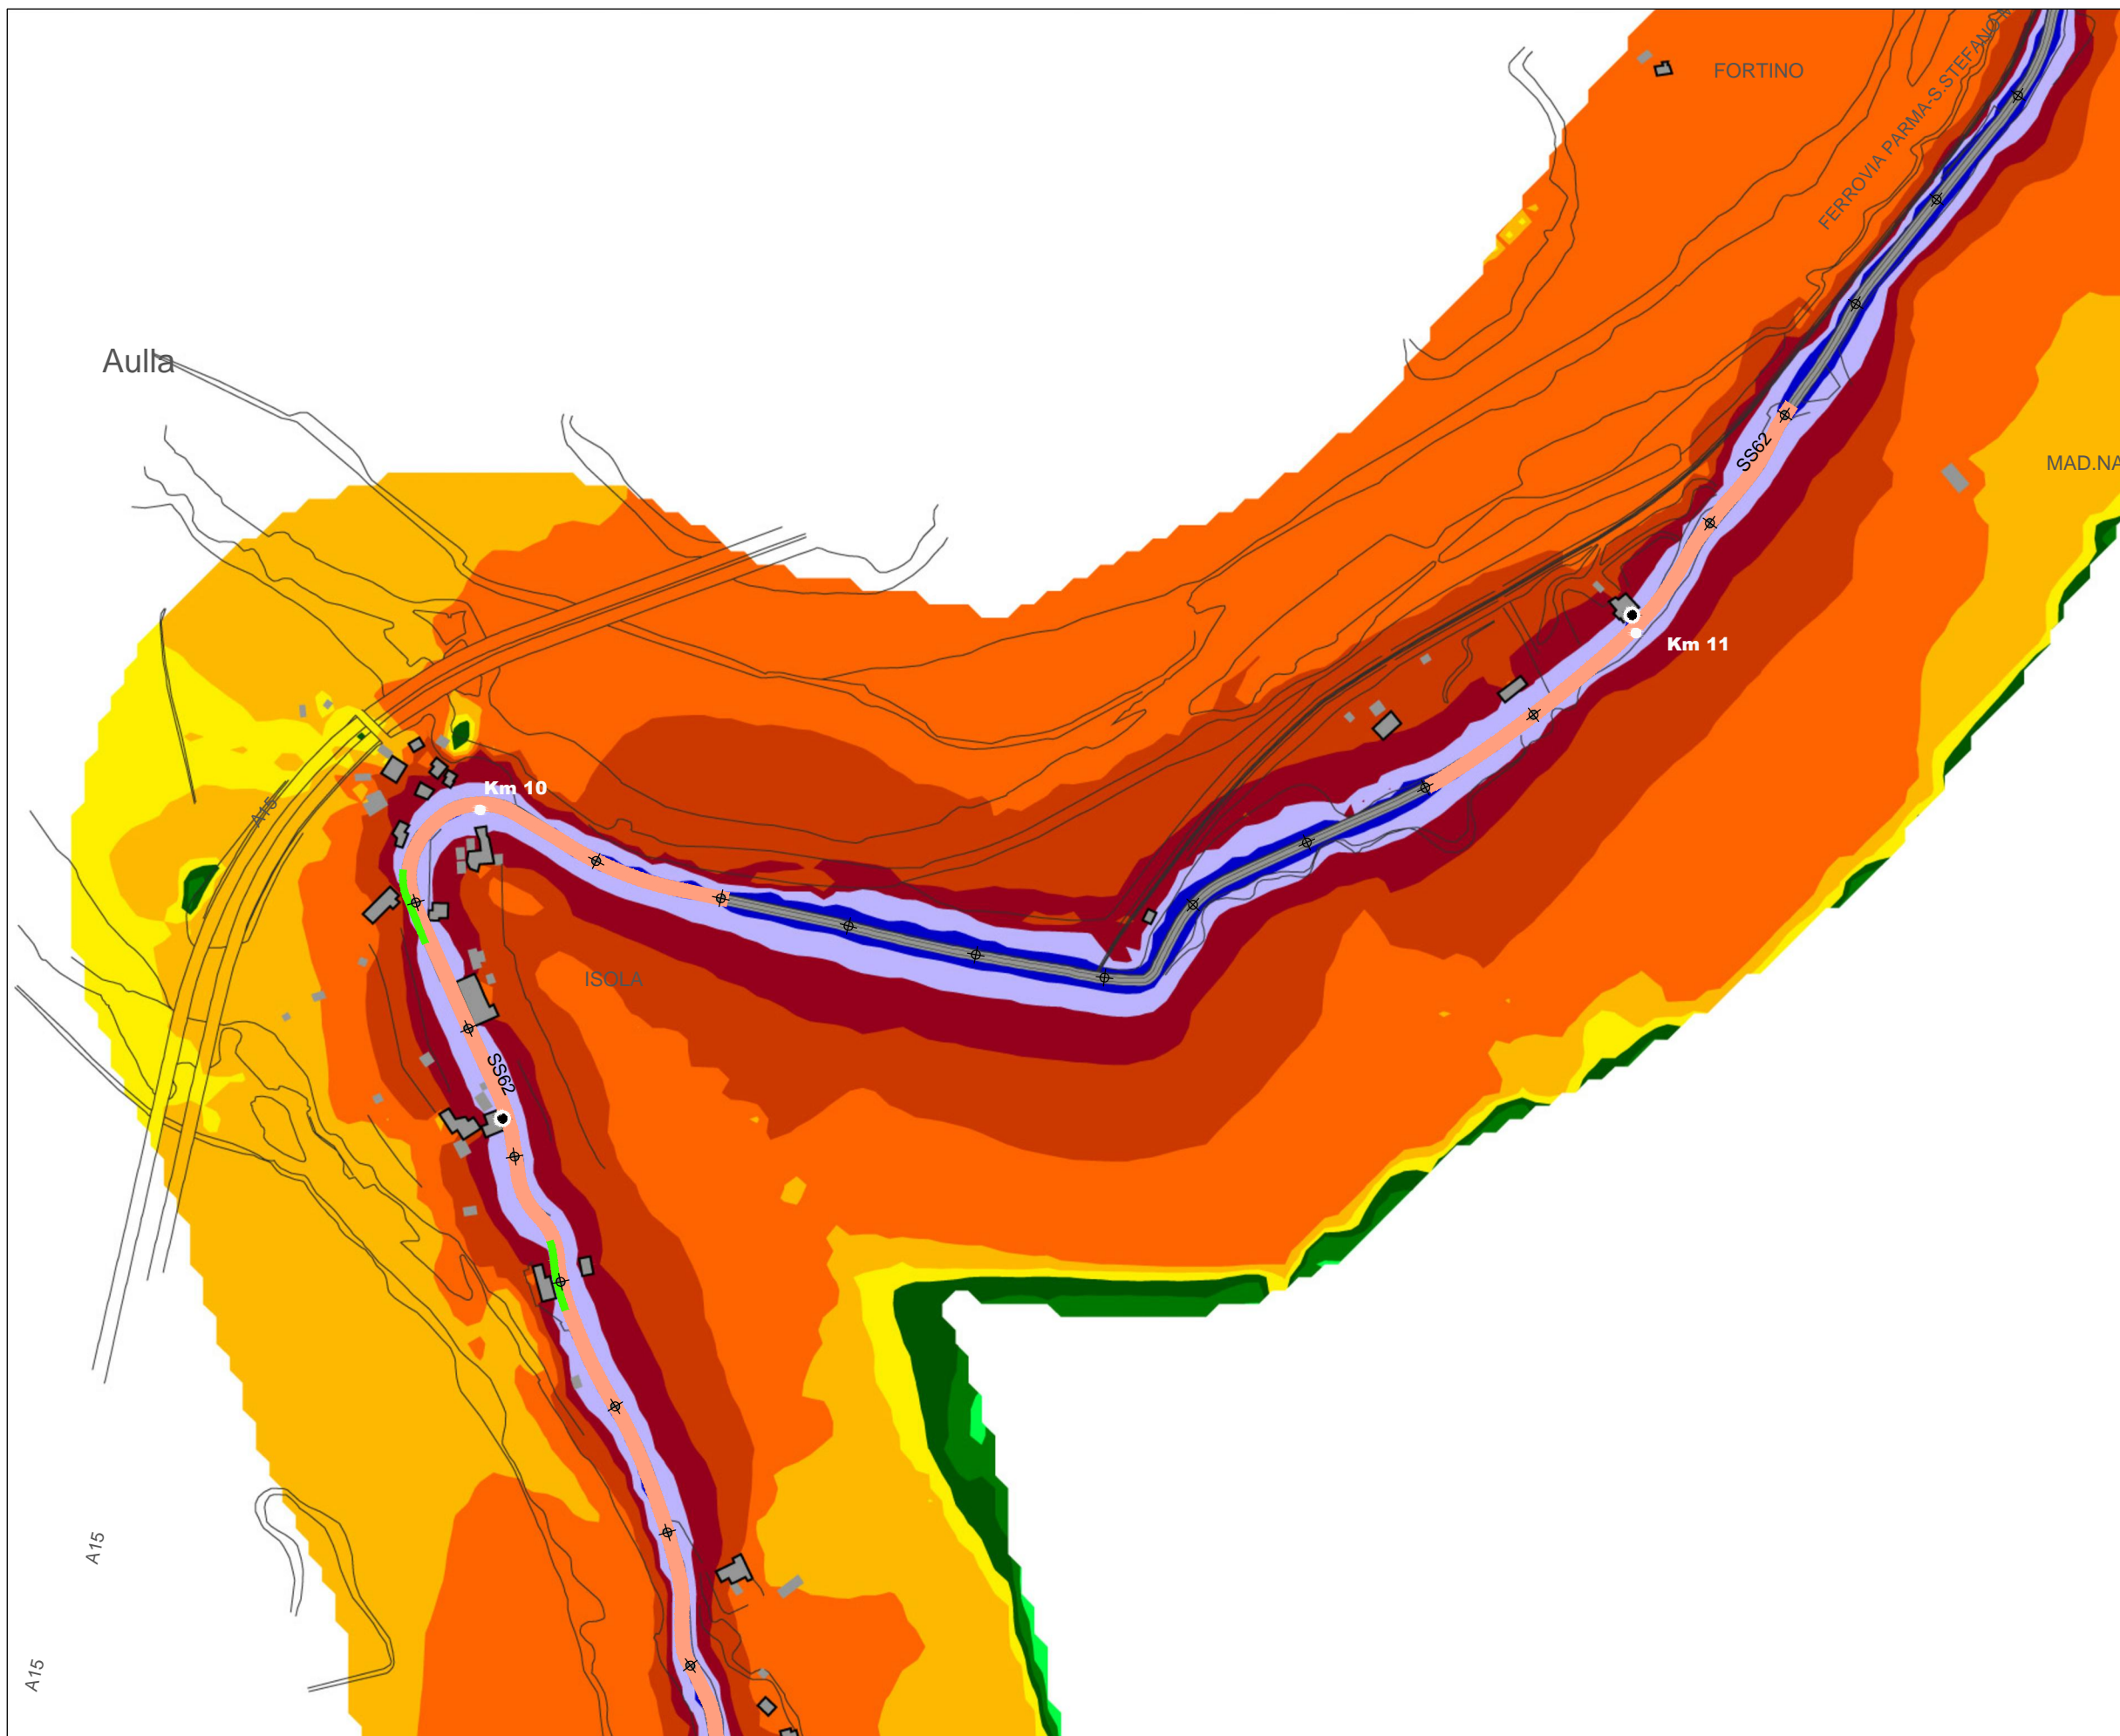 FORTINO
FERROVIA PARMA-S.STEFANO
Aulla
SS62
MAD.NA
Km 11
Km 10
A15
ISOLA
SS62
A15
A15